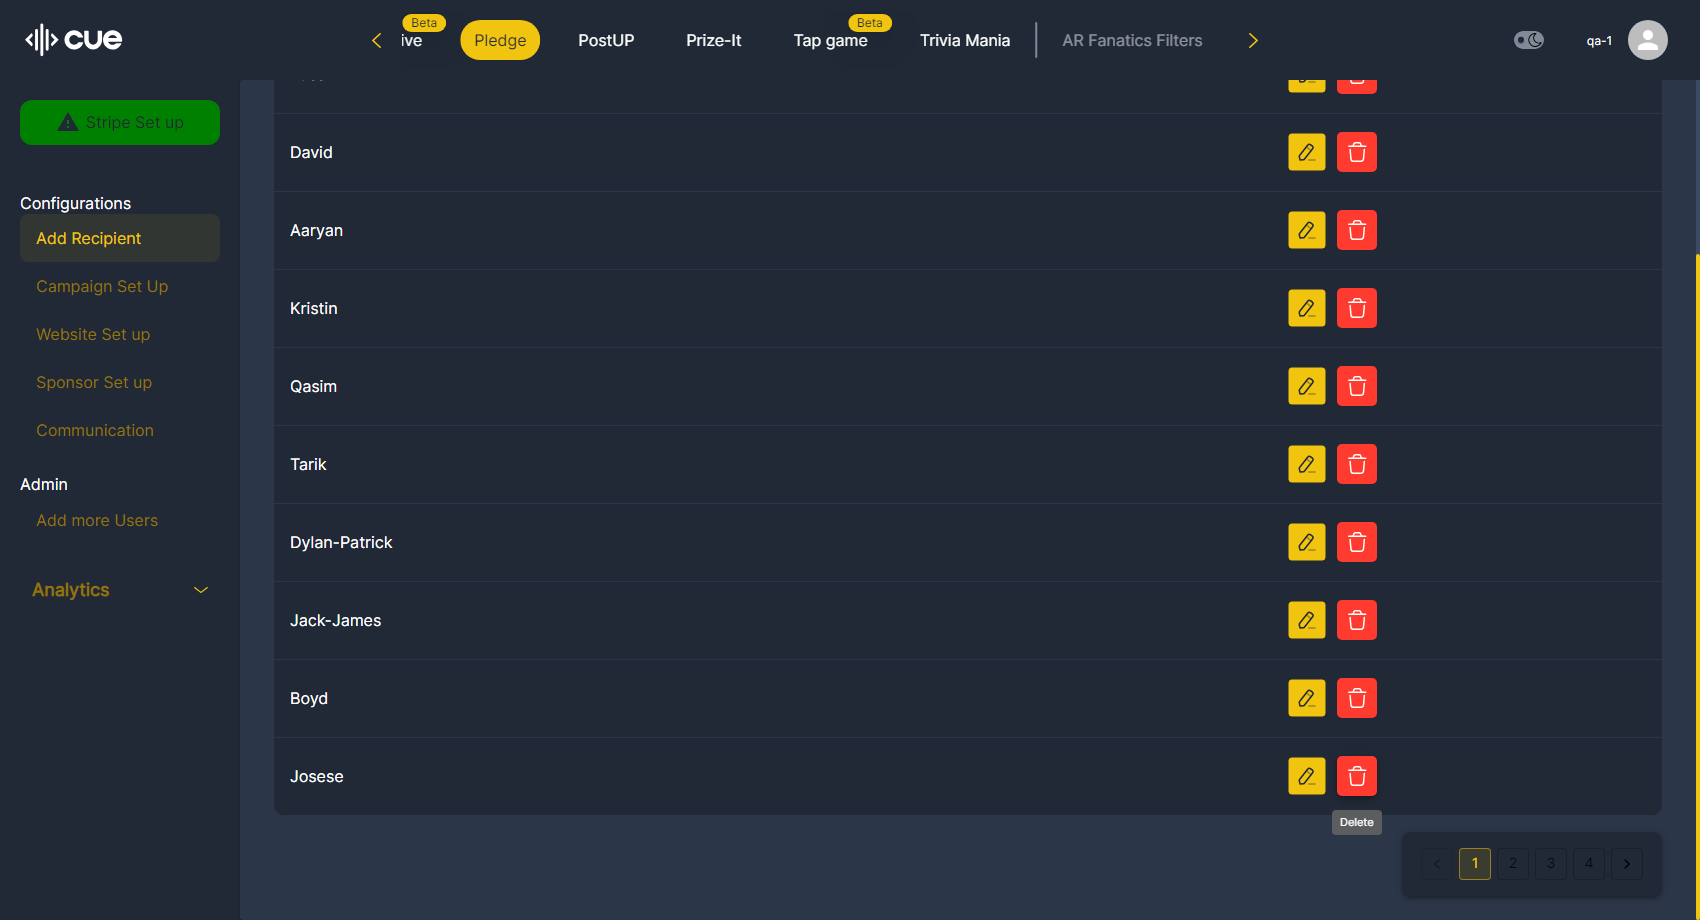 cue
Beta
ive
Pledge
PostUP
Prize-It
Beta
Tap game
Trivia Mania
AR Fanatics Filters
qa-1
Stripe Set up
Configurations
Add Recipient
Campaign Set Up
Website Set up
Sponsor Set up
Communication
Admin
Add more Users
Analytics
David
Aaryan
Kristin
Qasim
Tarik
Dylan-Patrick
Jack-James
Boyd
Josese
Delete
1 2 3 4